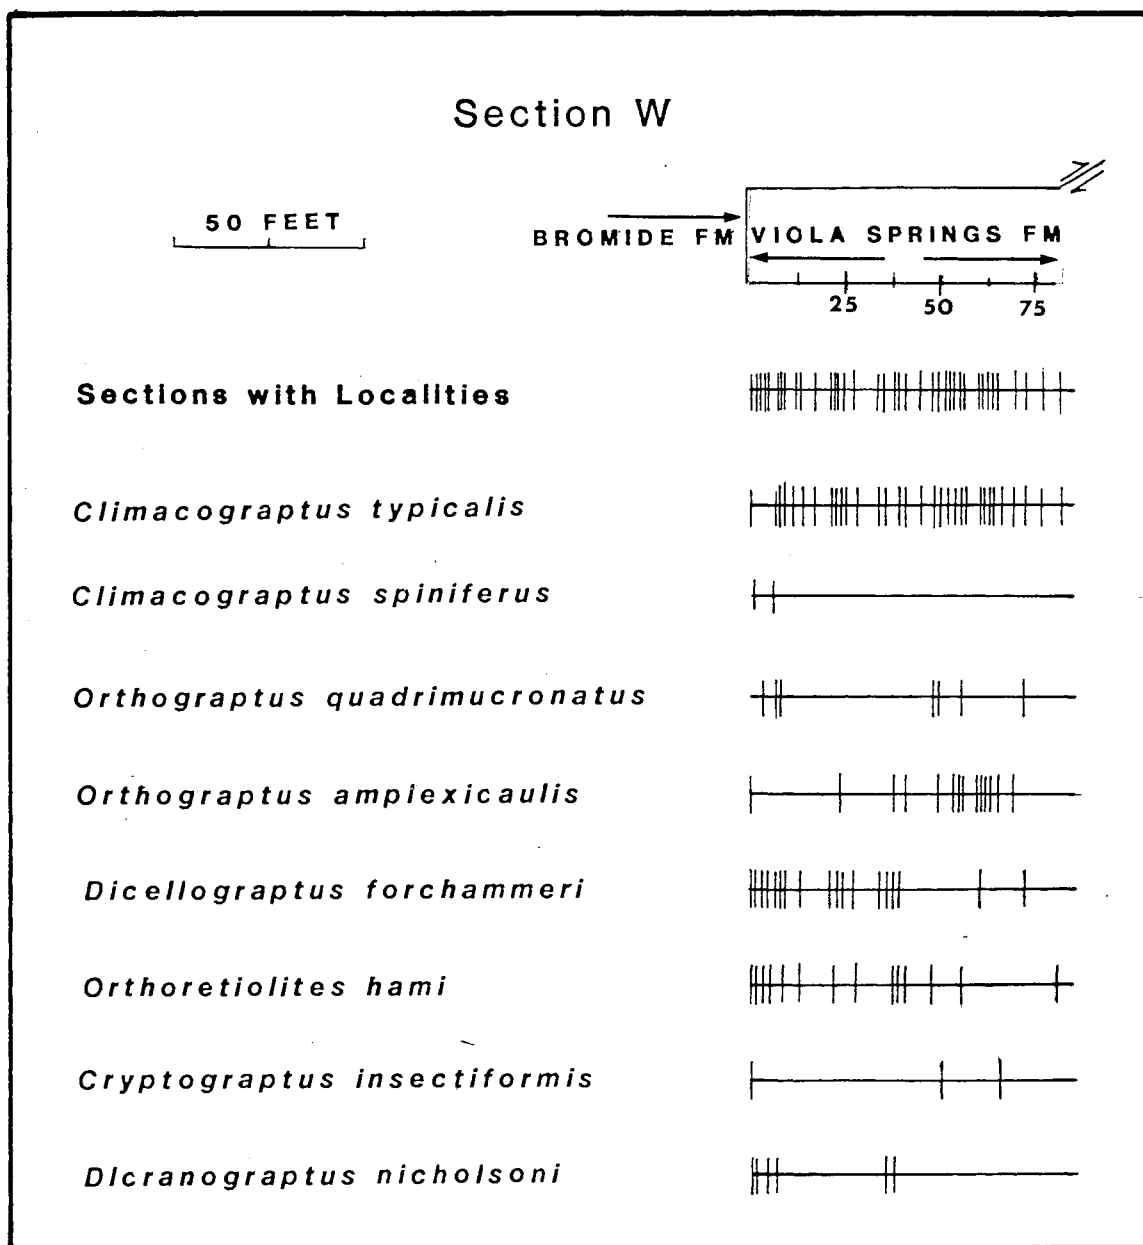 Section W
50 FEET
BROMIDE FM VIOLA SPRINGS FM
25 50 75
Sections with Localities
Climacograptus typicalis
Climacograptus spiniferus
Orthograptus quadrimucronatus
Orthograptus amplexicaulis
Dicellograptus forchammeri
Orthoretiolites hami
Cryptograptus insectiformis
Dicranograptus nicholsoni